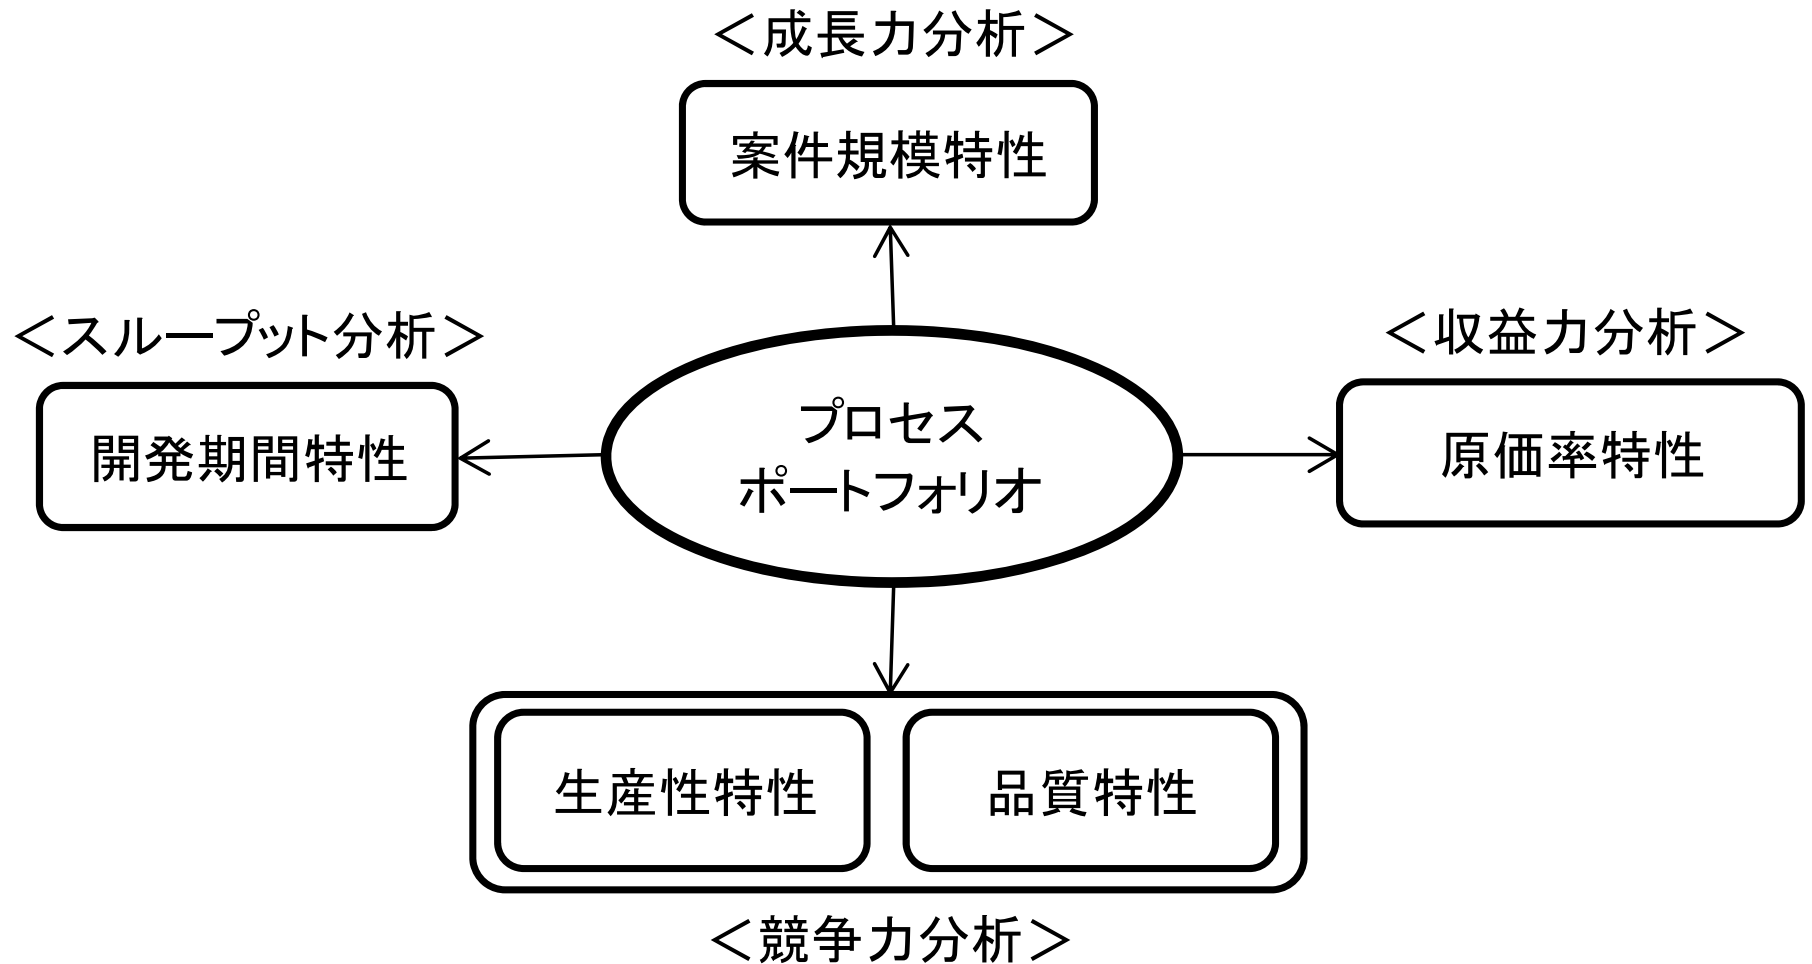 ＜成長力分析＞
案件規模特性
＜スループット分析＞
開発期間特性
プロセス
ポートフォリオ
＜収益力分析＞
原価率特性
生産性特性
品質特性
＜競争力分析＞